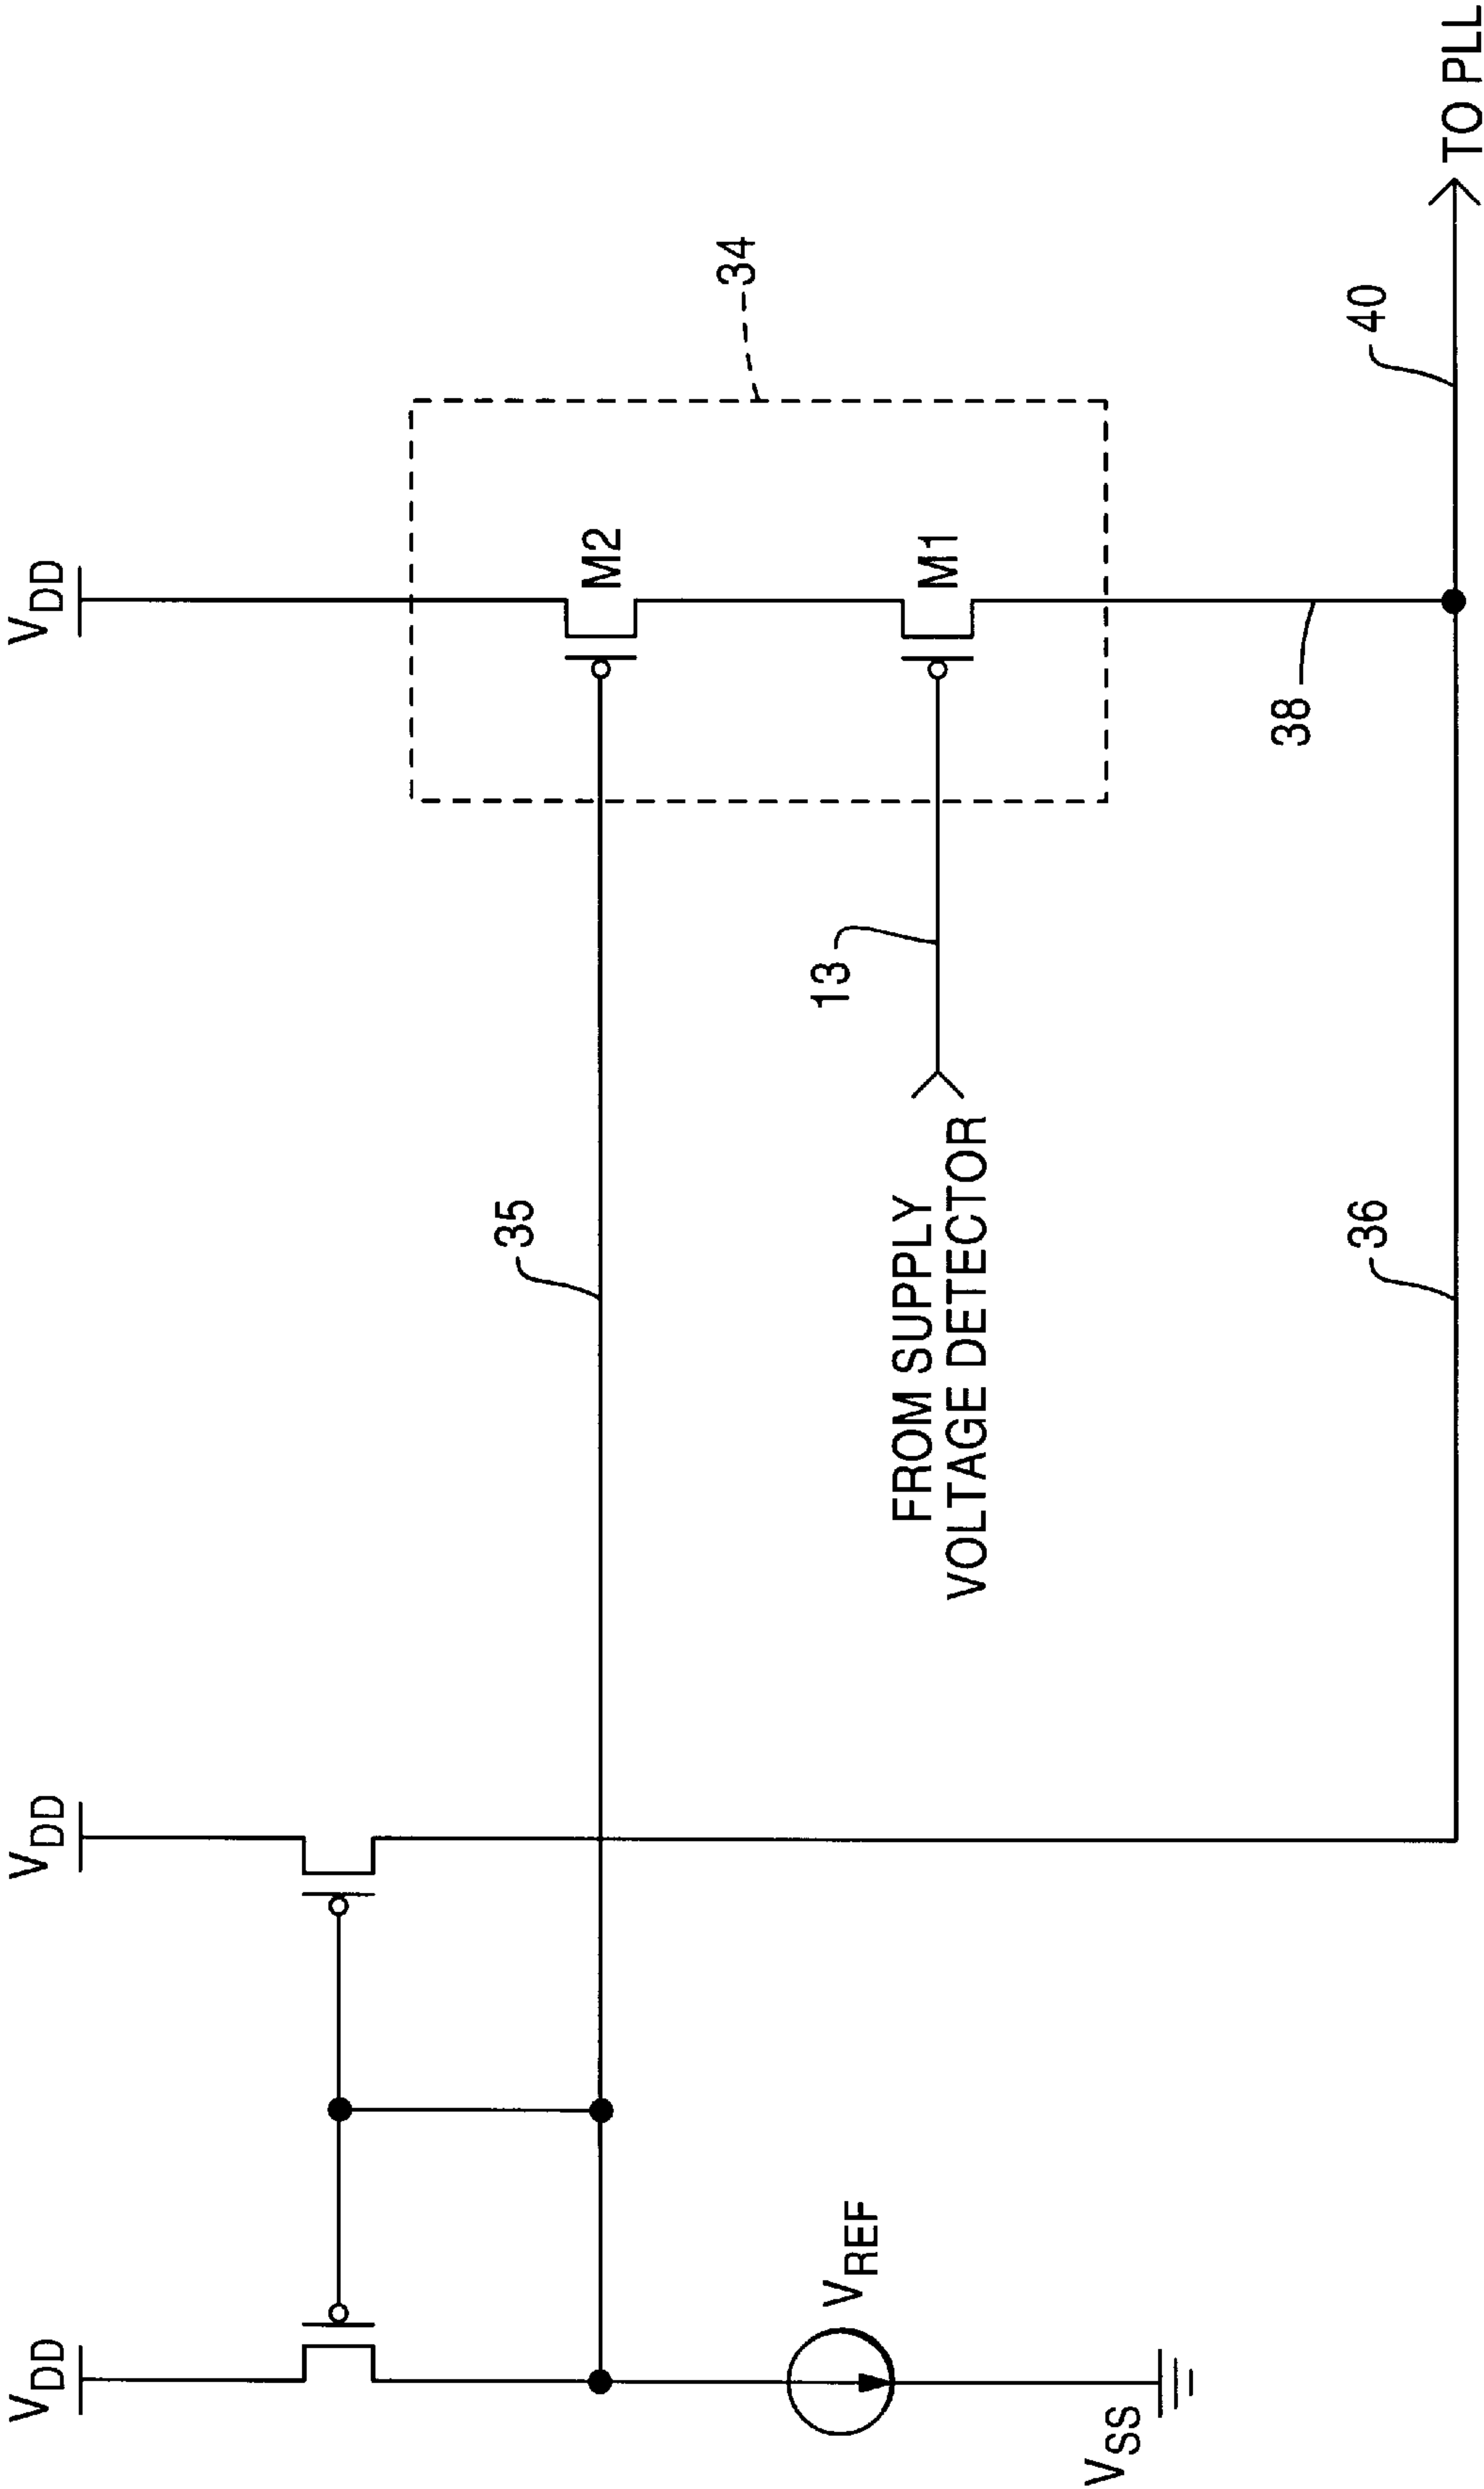 V_DD
V_DD
V_DD
35
M2
34
FROM SUPPLY
VOLTAGE DETECTOR
13
M1
V_REF
V_SS
38
36
40
TO PLL